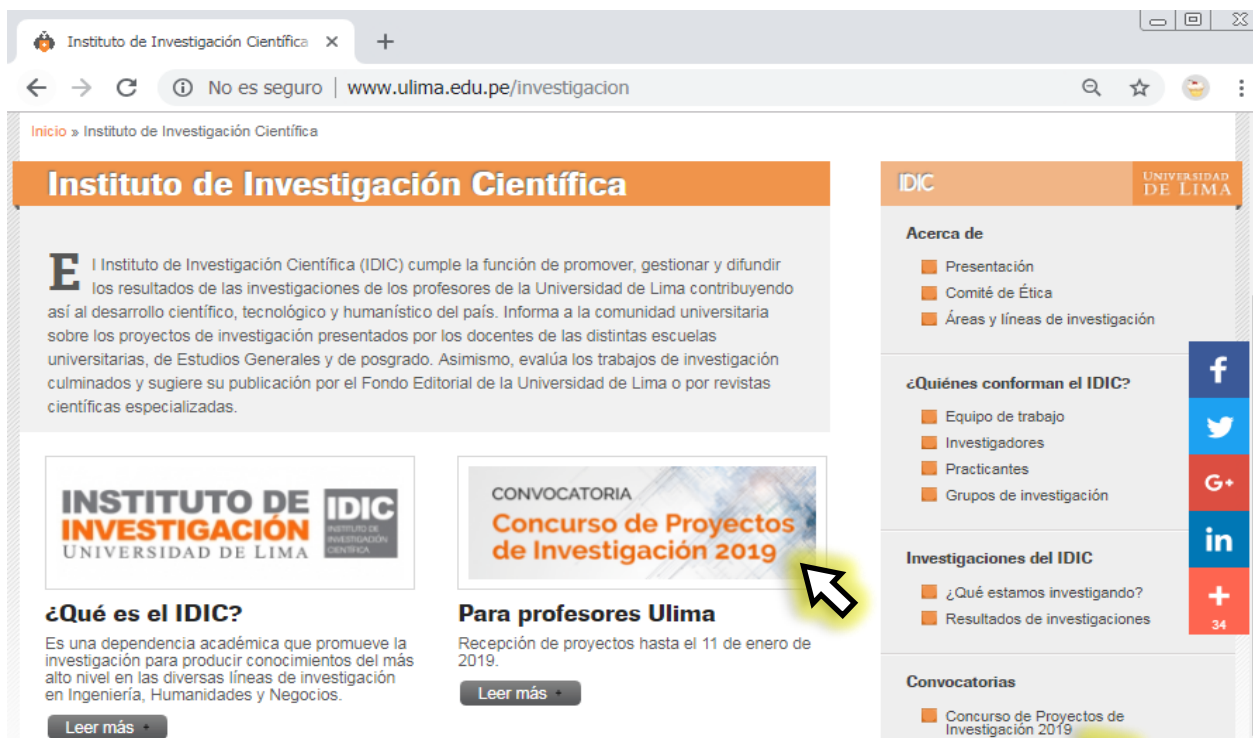 Instituto de Investigación Científica
No es seguro | www.ulima.edu.pe/investigacion
Inicio » Instituto de Investigación Científica
Instituto de Investigación Científica
El Instituto de Investigación Científica (IDIC) cumple la función de promover, gestionar y difundir
los resultados de las investigaciones de los profesores de la Universidad de Lima contribuyendo
así al desarrollo científico, tecnológico y humanístico del país. Informa a la comunidad universitaria
sobre los proyectos de investigación presentados por los docentes de las distintas escuelas
universitarias, de Estudios Generales y de posgrado. Asimismo, evalúa los trabajos de investigación
culminados y sugiere su publicación por el Fondo Editorial de la Universidad de Lima o por revistas
científicas especializadas.
INSTITUTO DE
INVESTIGACIÓN
UNIVERSIDAD DE LIMA
IDIC
INSTITUTO DE
INVESTIGACIÓN
CIENTÍFICA
¿Qué es el IDIC?
Es una dependencia académica que promueve la
investigación para producir conocimientos del más
alto nivel en las diversas líneas de investigación
en Ingeniería, Humanidades y Negocios.
Leer más +
CONVOCATORIA
Concurso de Proyectos
de Investigación 2019
Para profesores Ulima
Recepción de proyectos hasta el 11 de enero de
2019.
Leer más +
IDIC
UNIVERSIDAD
DE LIMA
Acerca de
Presentación
Comité de Ética
Áreas y líneas de investigación
¿Quiénes conforman el IDIC?
Equipo de trabajo
Investigadores
Practicantes
Grupos de investigación
Investigaciones del IDIC
¿Qué estamos investigando?
Resultados de investigaciones
Convocatorias
Concurso de Proyectos de
Investigación 2019
f
G+
in
+
34